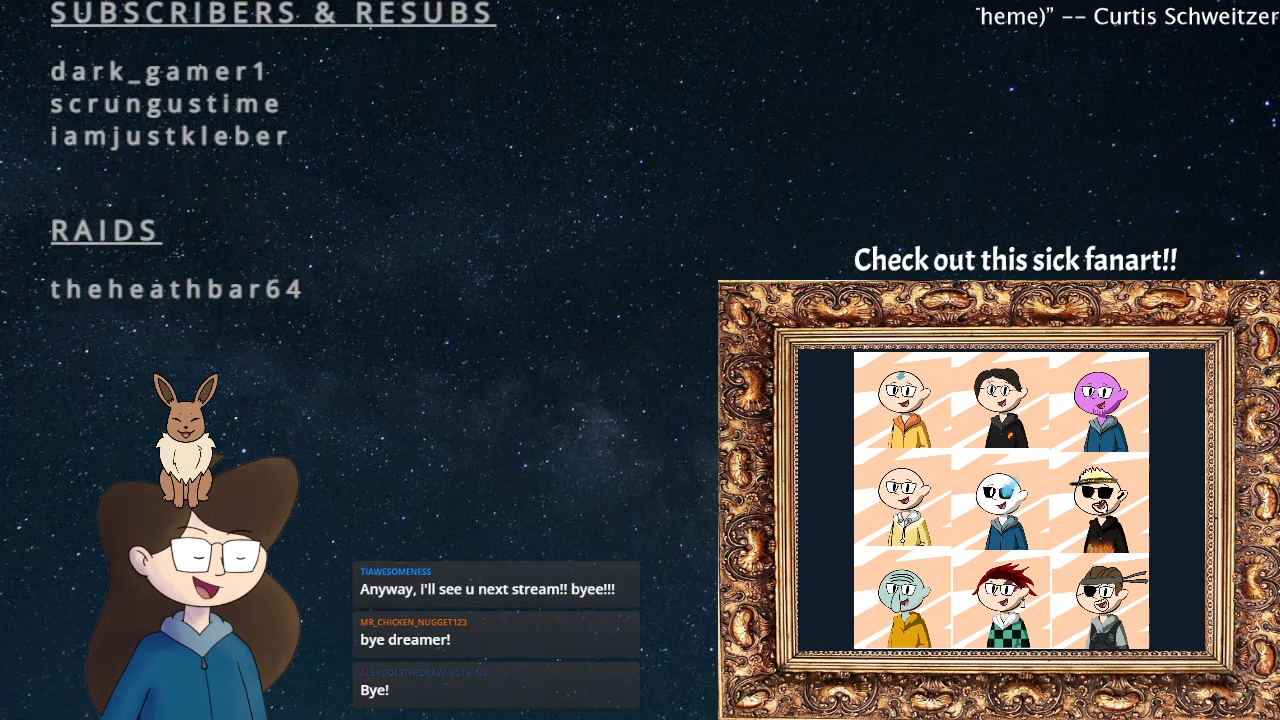 SUBSCRIBERS & RESUBS
dark_gamer1
scrungustime
iamjustkleber
RAIDS
theheathbar64
heme)” -- Curtis Schweitzer
Check out this sick fanart!!
TIAWESOMENESS
Anyway, i'll see u next stream!! byee!!!
MR_CHICKEN_NUGGET123
bye dreamer!
ALEXDOESTHEDRAWINGTHING
Bye!